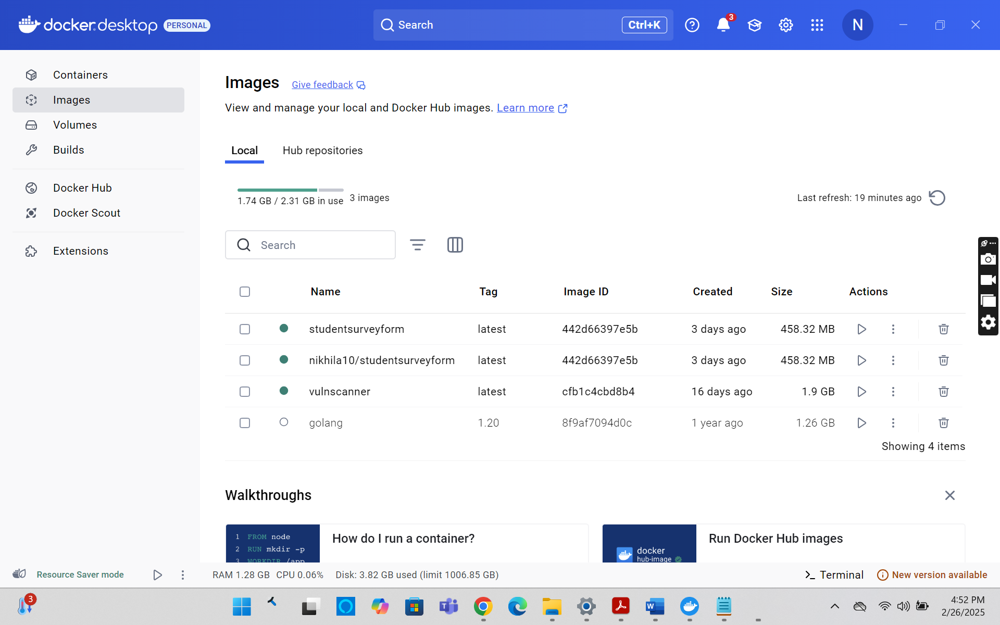 docker.desktop PERSONAL
Search
Ctrl+K
3
N
Containers
Images
Volumes
Builds
Docker Hub
Docker Scout
Extensions
Images Give feedback
View and manage your local and Docker Hub images. Learn more
Local Hub repositories
1.74 GB / 2.31 GB in use 3 images
Last refresh: 19 minutes ago
Search
Name Tag Image ID Created Size Actions
studentsurveyform latest 442d66397e5b 3 days ago 458.32 MB
nikhila10/studentsurveyform latest 442d66397e5b 3 days ago 458.32 MB
vulnscanner latest cfb1c4cbd8b4 16 days ago 1.9 GB
golang 1.20 8f9af7094d0c 1 year ago 1.26 GB
Showing 4 items
Walkthroughs
1 FROM node
2 RUN mkdir -p
3 WORKDIR /app
How do I run a container?
docker
hub-image
Run Docker Hub images
Resource Saver mode
RAM 1.28 GB CPU 0.06% Disk: 3.82 GB used (limit 1006.85 GB)
>_ Terminal
New version available
3
4:52 PM
2/26/2025